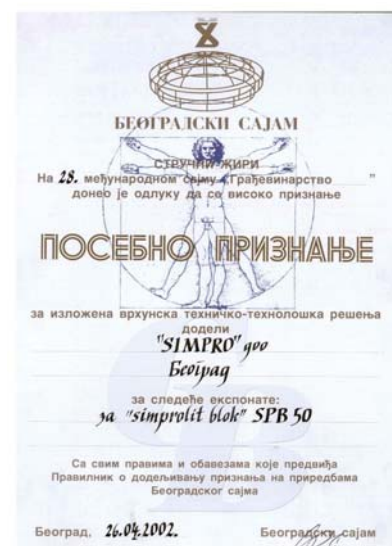 БЕОГРАДСКИ САЈАМ
СТРУЧНИ ЖИРИ
На 28. међународном сајму „Грађевинарство "
донео је одлуку да се високо признање
ПОСЕБНО ПРИЗНАЊЕ
за изложена врхунска техничко-технолошка решења
додели
"SIMPRO" доо
Београд
за следеће експонате:
за "simprolit blok" SPB 50
Са свим правима и обавезама које предвиђа
Правилник о додељивању признања на приредбама
Београдског сајма
Београд, 26.04.2002. Београдски сајам